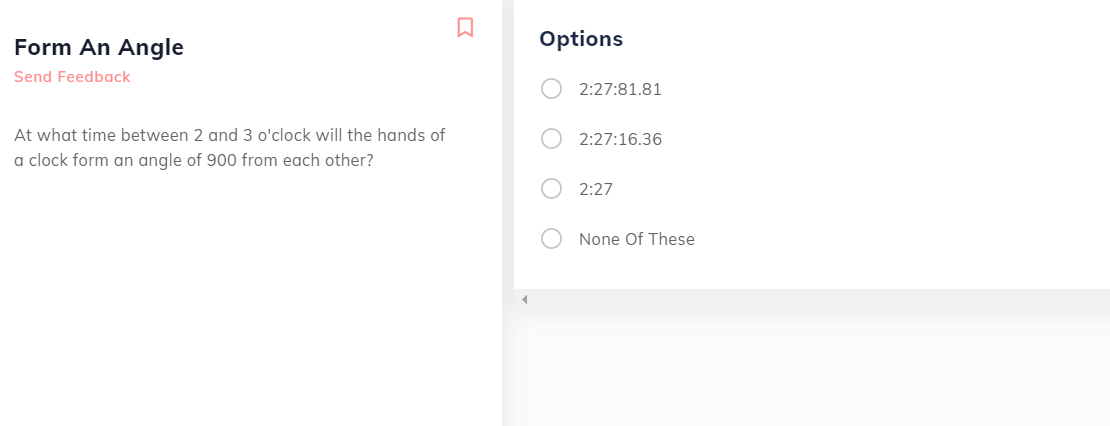 Form An Angle
Send Feedback
At what time between 2 and 3 o'clock will the hands of
a clock form an angle of 900 from each other?
Options
2:27:81.81
2:27:16.36
2:27
None Of These